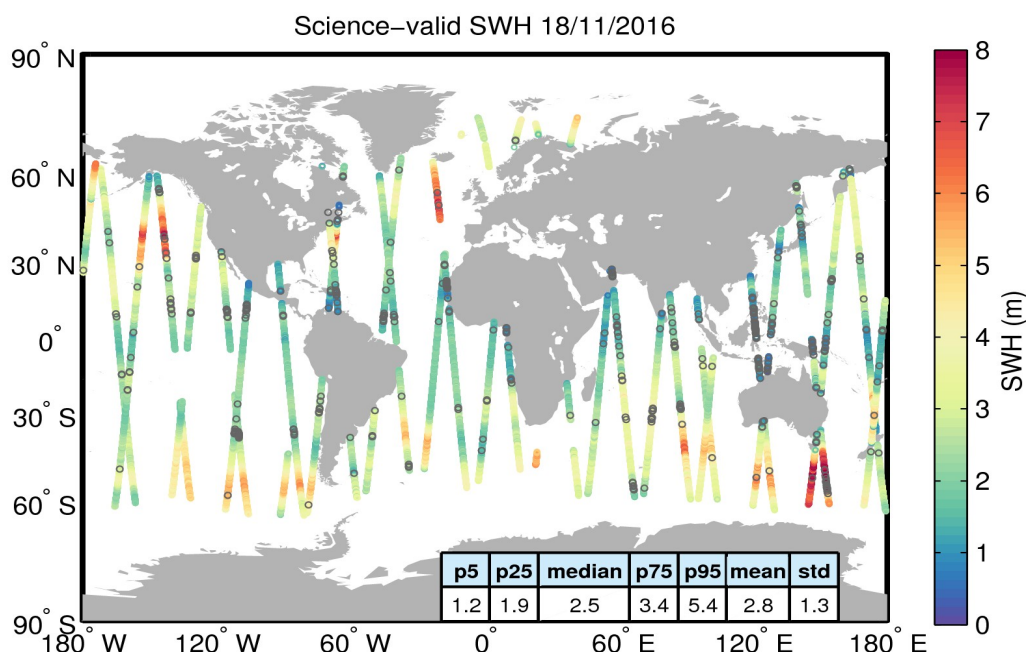 Science−valid SWH 18/11/2016
90° N
60° N
30° N
0°
30° S
60° S
90° S
180° W
120° W
60° W
0°
60° E
120° E
180° E
p5 p25 median p75 p95 mean std
1.2 1.9 2.5 3.4 5.4 2.8 1.3
8
7
6
5
4
3
2
1
0
SWH (m)